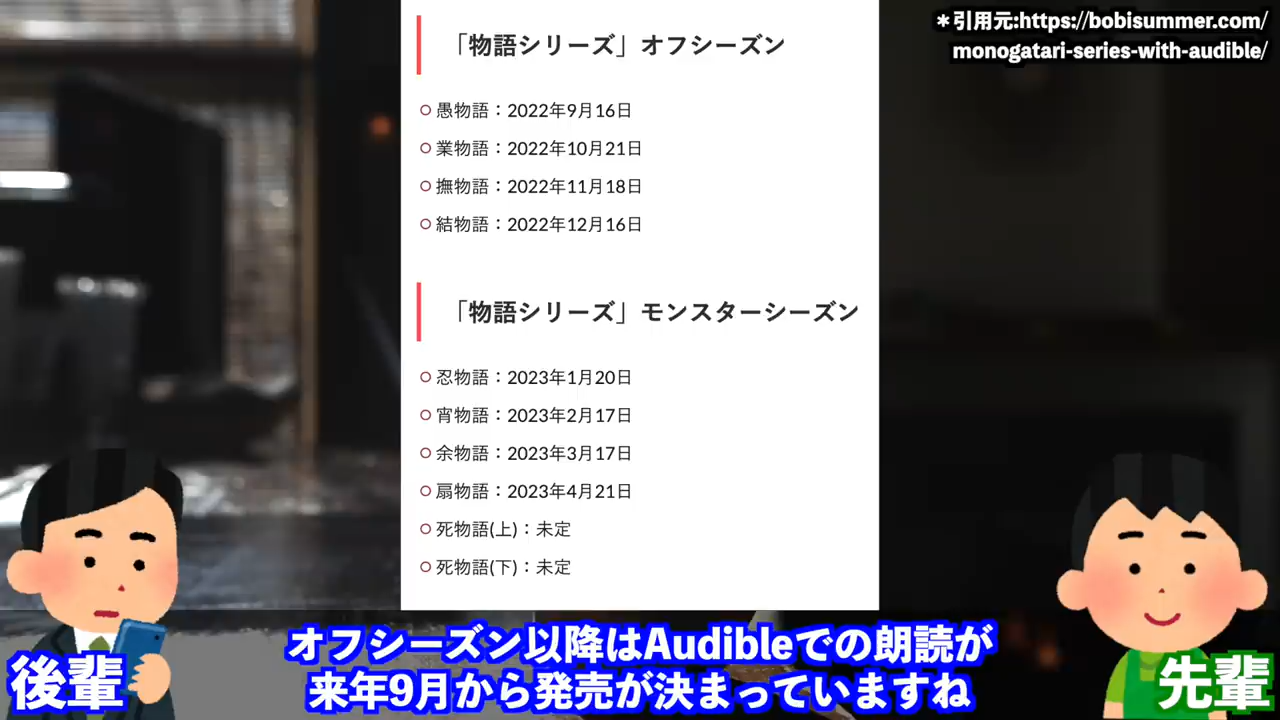 ＊引用元:https://bobisummer.com/
monogatari-series-with-audible/
「物語シリーズ」オフシーズン
愚物語：2022年9月16日
業物語：2022年10月21日
撫物語：2022年11月18日
結物語：2022年12月16日
「物語シリーズ」モンスターシーズン
忍物語：2023年1月20日
宵物語：2023年2月17日
余物語：2023年3月17日
扇物語：2023年4月21日
死物語(上)：未定
死物語(下)：未定
オフシーズン以降はAudibleでの朗読が
来年9月から発売が決まっていますね
後輩
先輩